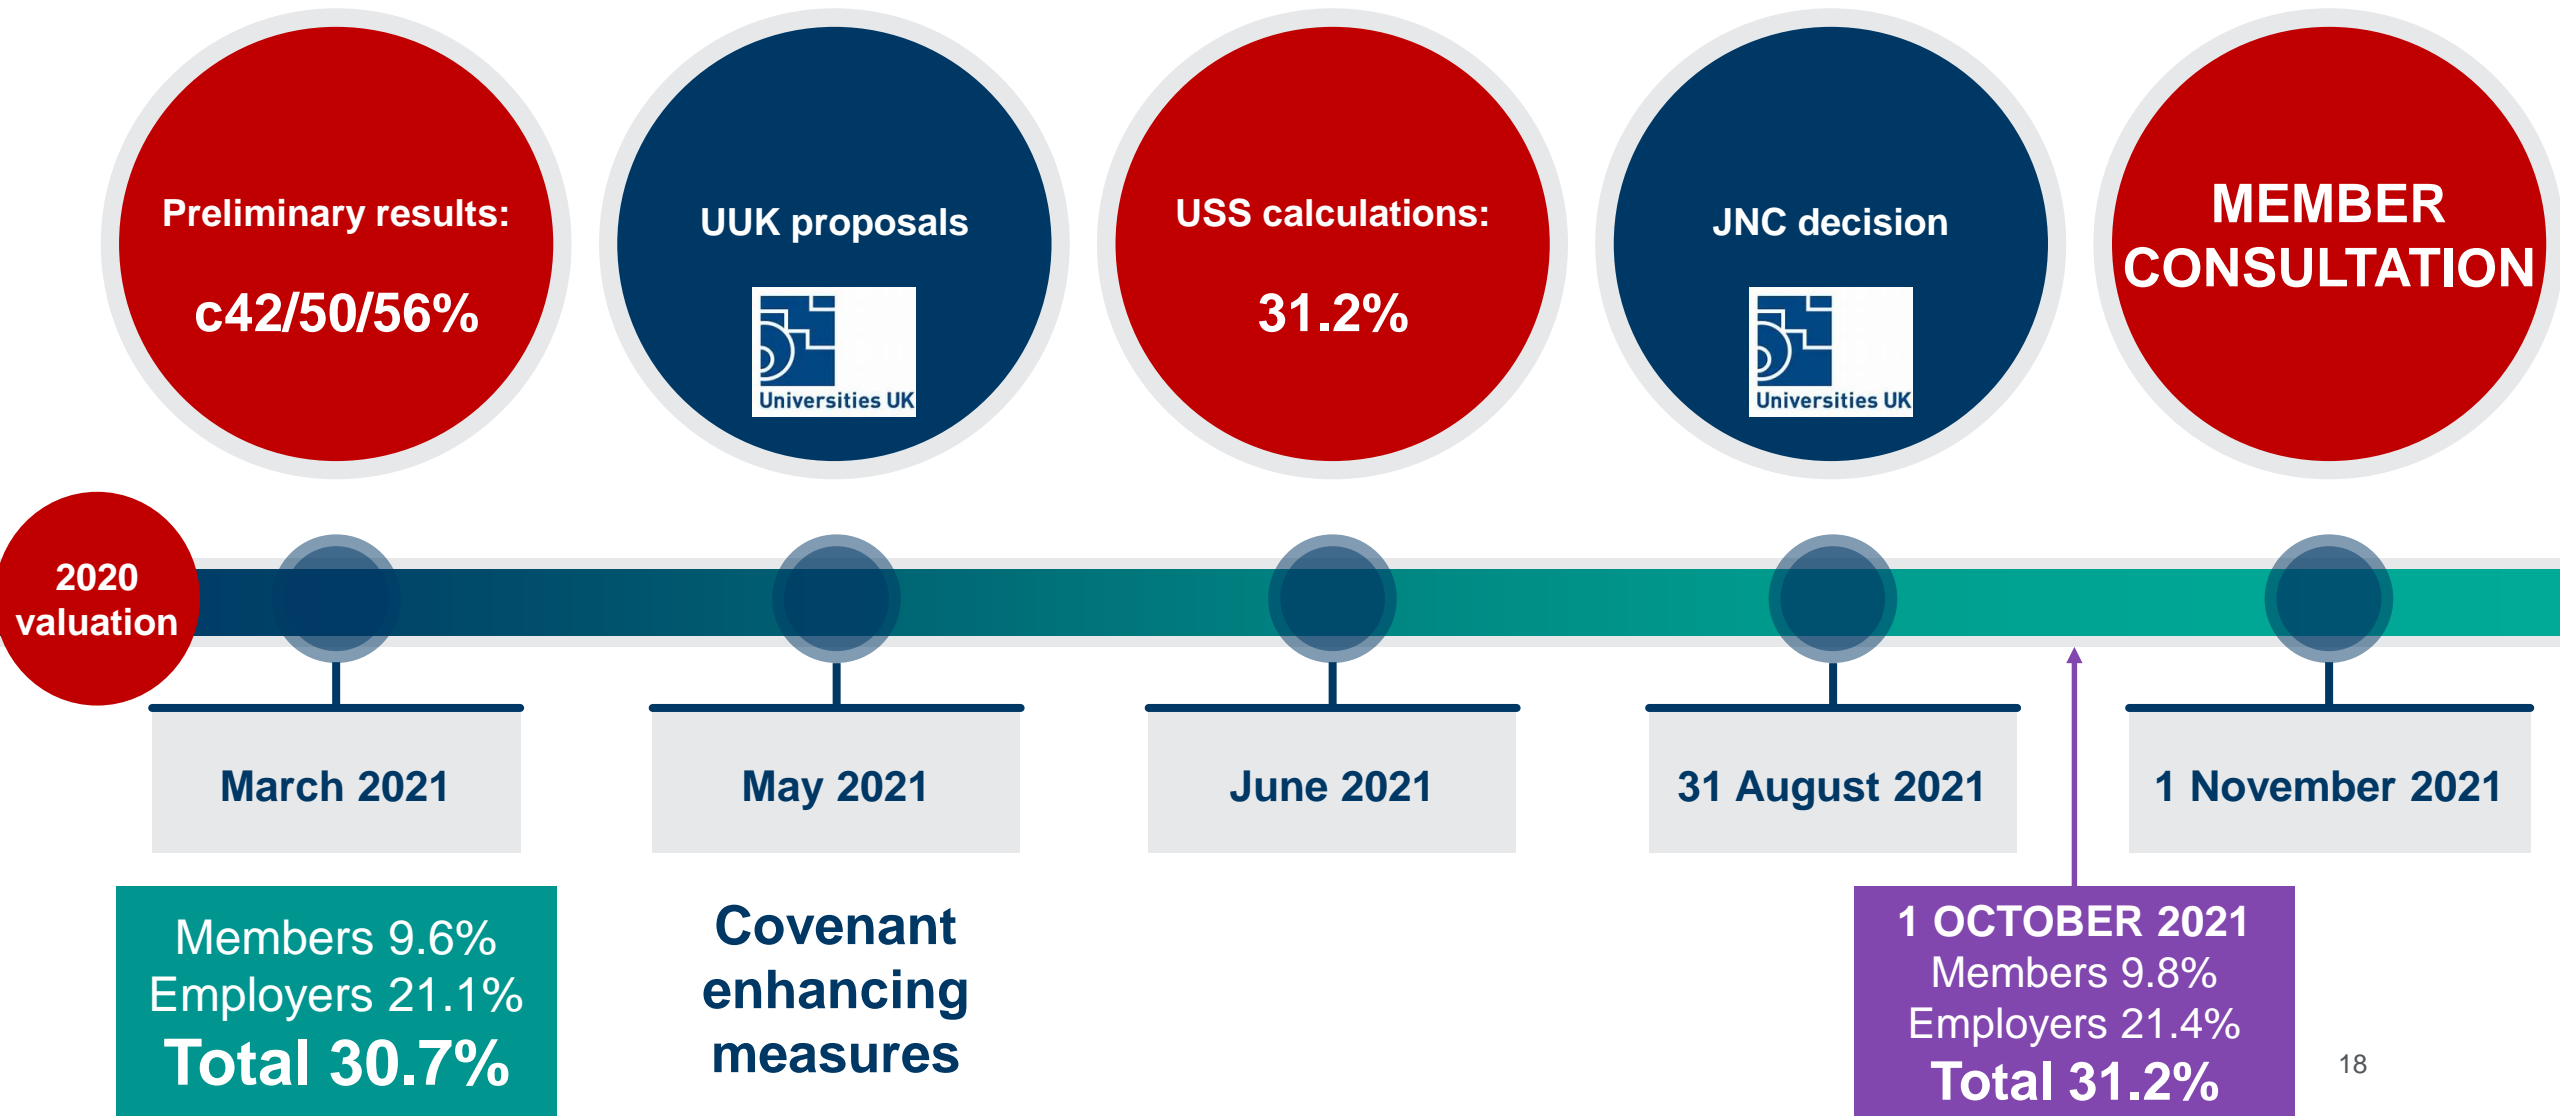 Preliminary results:
c42/50/56%
UUK proposals
Universities UK
USS calculations:
31.2%
JNC decision
Universities UK
MEMBER
CONSULTATION
2020
valuation
March 2021
May 2021
June 2021
31 August 2021
1 November 2021
Members 9.6%
Employers 21.1%
Total 30.7%
Covenant
enhancing
measures
1 OCTOBER 2021
Members 9.8%
Employers 21.4%
Total 31.2%
18